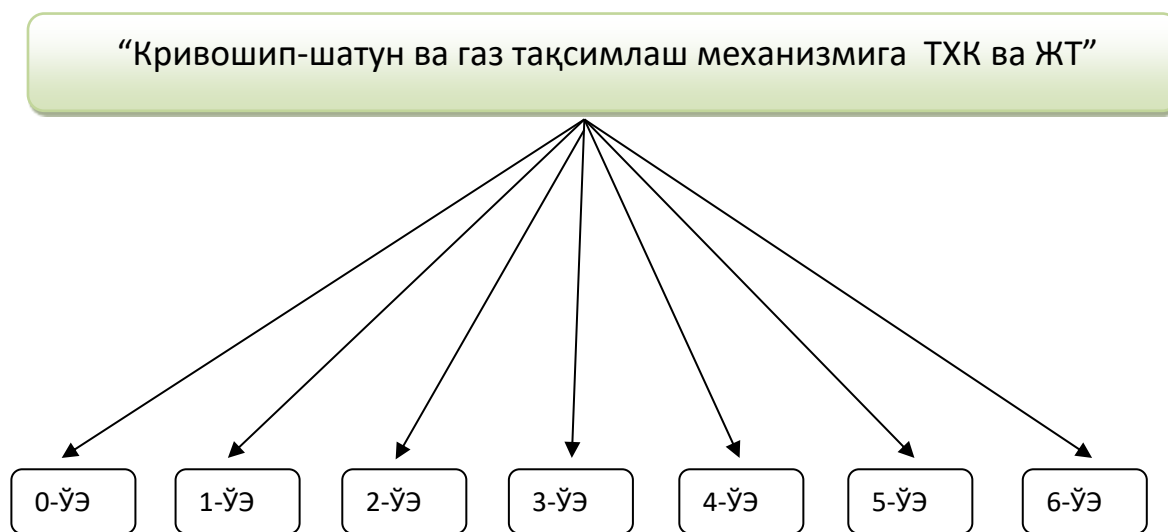 “Кривошип-шатун ва газ тақсимлаш механизмига ТХК ва ЖТ”
0-ЎЭ
1-ЎЭ
2-ЎЭ
3-ЎЭ
4-ЎЭ
5-ЎЭ
6-ЎЭ